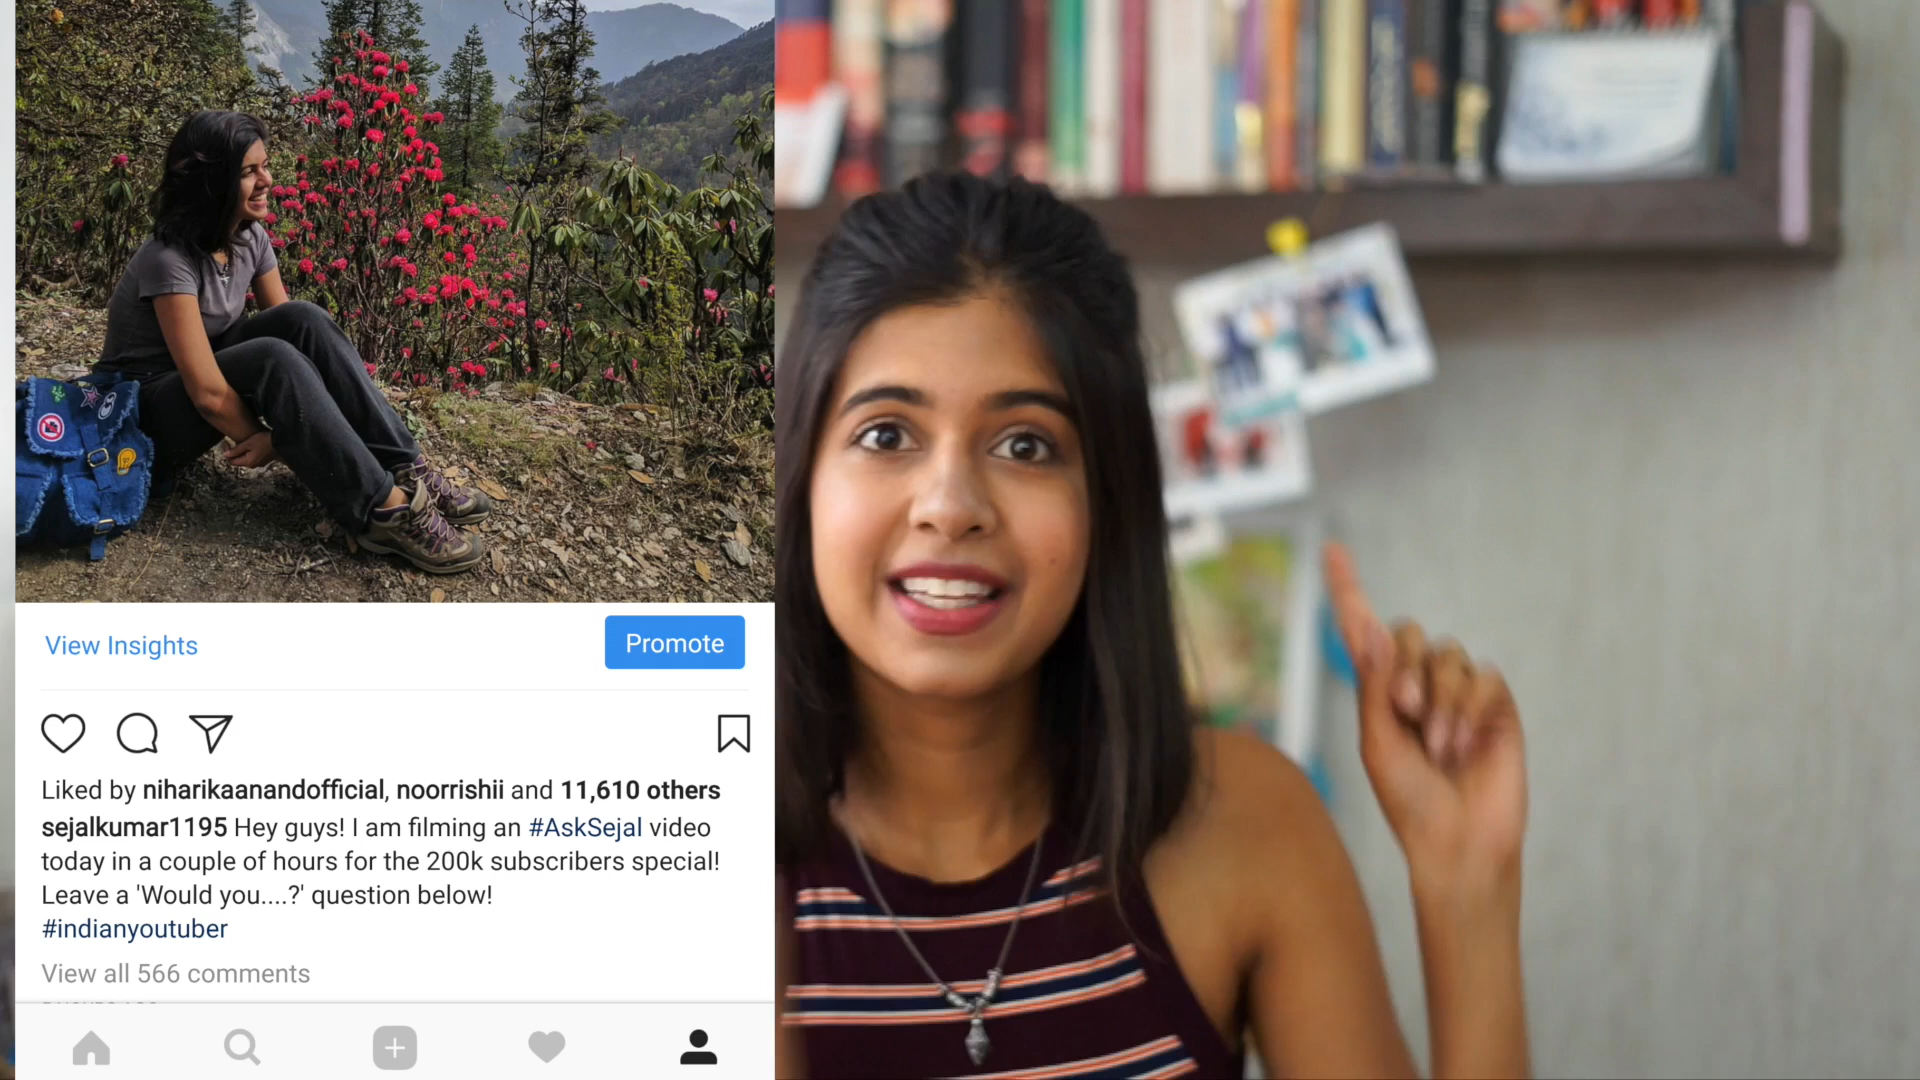 View Insights
Promote
Liked by niharikaanandofficial, noorrishii and 11,610 others
sejalkumar1195 Hey guys! I am filming an #AskSejal video
today in a couple of hours for the 200k subscribers special!
Leave a 'Would you....?' question below!
#indianyoutuber
View all 566 comments